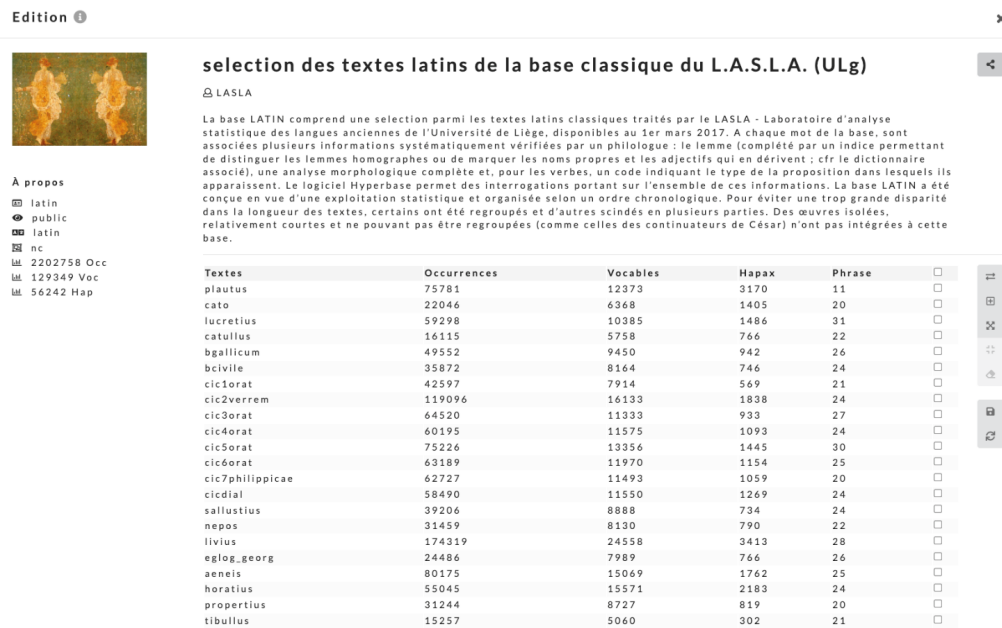 Edition
selection des textes latins de la base classique du L.A.S.L.A. (ULg)
LASLA
La base LATIN comprend une selection parmi les textes latins classiques traités par le LASLA - Laboratoire d'analyse
statistique des langues anciennes de l'Université de Liège, disponibles au 1er mars 2017. A chaque mot de la base, sont
associées plusieurs informations systématiquement vérifiées par un philologue : le lemme (complété par un indice permettant
de distinguer les lemmes homographes ou de marquer les noms propres et les adjectifs qui en dérivent ; cfr le dictionnaire
associé), une analyse morphologique complète et, pour les verbes, un code indiquant le type de la proposition dans lesquels ils
apparaissent. Le logiciel Hyperbase permet des interrogations portant sur l'ensemble de ces informations. La base LATIN a été
conçue en vue d'une exploitation statistique et organisée selon un ordre chronologique. Pour éviter une trop grande disparité
dans la longueur des textes, certains ont été regroupés et d'autres scindés en plusieurs parties. Des œuvres isolées,
relativement courtes et ne pouvant pas être regroupées (comme celles des continuateurs de César) n'ont pas intégrées à cette
base.
À propos
latin
public
latin
nc
2202758 Occ
129349 Voc
56242 Hap
Textes Occurrences Vocables Hapax Phrase
plautus 75781 12373 3170 11
cato 22046 6368 1405 20
lucretius 59298 10385 1486 31
catullus 16115 5758 766 22
bgallicum 49552 9450 942 26
bcivile 35872 8164 746 24
cic1orat 42597 7914 569 21
cic2verrem 119096 16133 1838 24
cic3orat 64520 11333 933 27
cic4orat 60195 11575 1093 24
cic5orat 75226 13356 1445 30
cic6orat 63189 11970 1154 25
cic7philippicae 62727 11493 1059 20
cicdial 58490 11550 1269 24
sallustius 39206 8888 734 24
nepos 31459 8130 790 22
livius 174319 24558 3413 28
eglog_georg 24486 7989 766 26
aeneis 80175 15069 1762 25
horatius 55045 15571 2183 24
propertius 31244 8727 819 20
tibullus 15257 5060 302 21